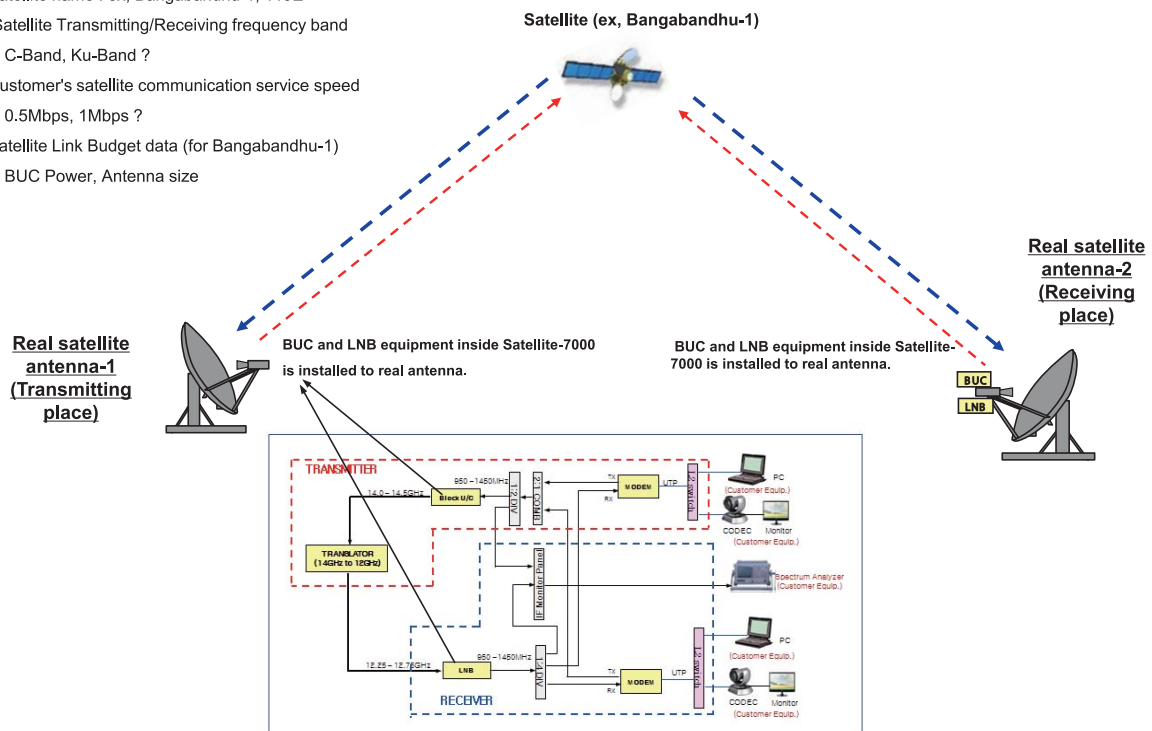 C-Band, Ku-Band ?
Satellite Transmitting/Receiving frequency band
ustomer's satellite communication service speed
0.5Mbps, 1Mbps ?
atellite Link Budget data (for Bangabandhu-1)
BUC Power, Antenna size
Satellite (ex, Bangabandhu-1)
Real satellite
antenna-1
(Transmitting
place)
BUC and LNB equipment inside Satellite-7000
is installed to real antenna.
BUC and LNB equipment inside Satellite-
7000 is installed to real antenna.
Real satellite
antenna-2
(Receiving
place)
BUC
LNB
TRANSMITTER
14.0 – 14.5GHz
Block U/C
950 – 1450MHz
1:2 DIV
2:1 COMB
TX
RX
MODEM
UTP
L2 switch
PC
(Customer Equip.)
CODEC
Monitor
(Customer Equip.)
TRANSLATOR
(14GHz to 12GHz)
IF Monitor Panel
Spectrum Analyzer
(Customer Equip.)
12.25 – 12.75GHz
LNB
950 – 1450MHz
1:4 DIV
TX
RX
MODEM
UTP
L2 switch
PC
(Customer Equip.)
CODEC
Monitor
(Customer Equip.)
RECEIVER